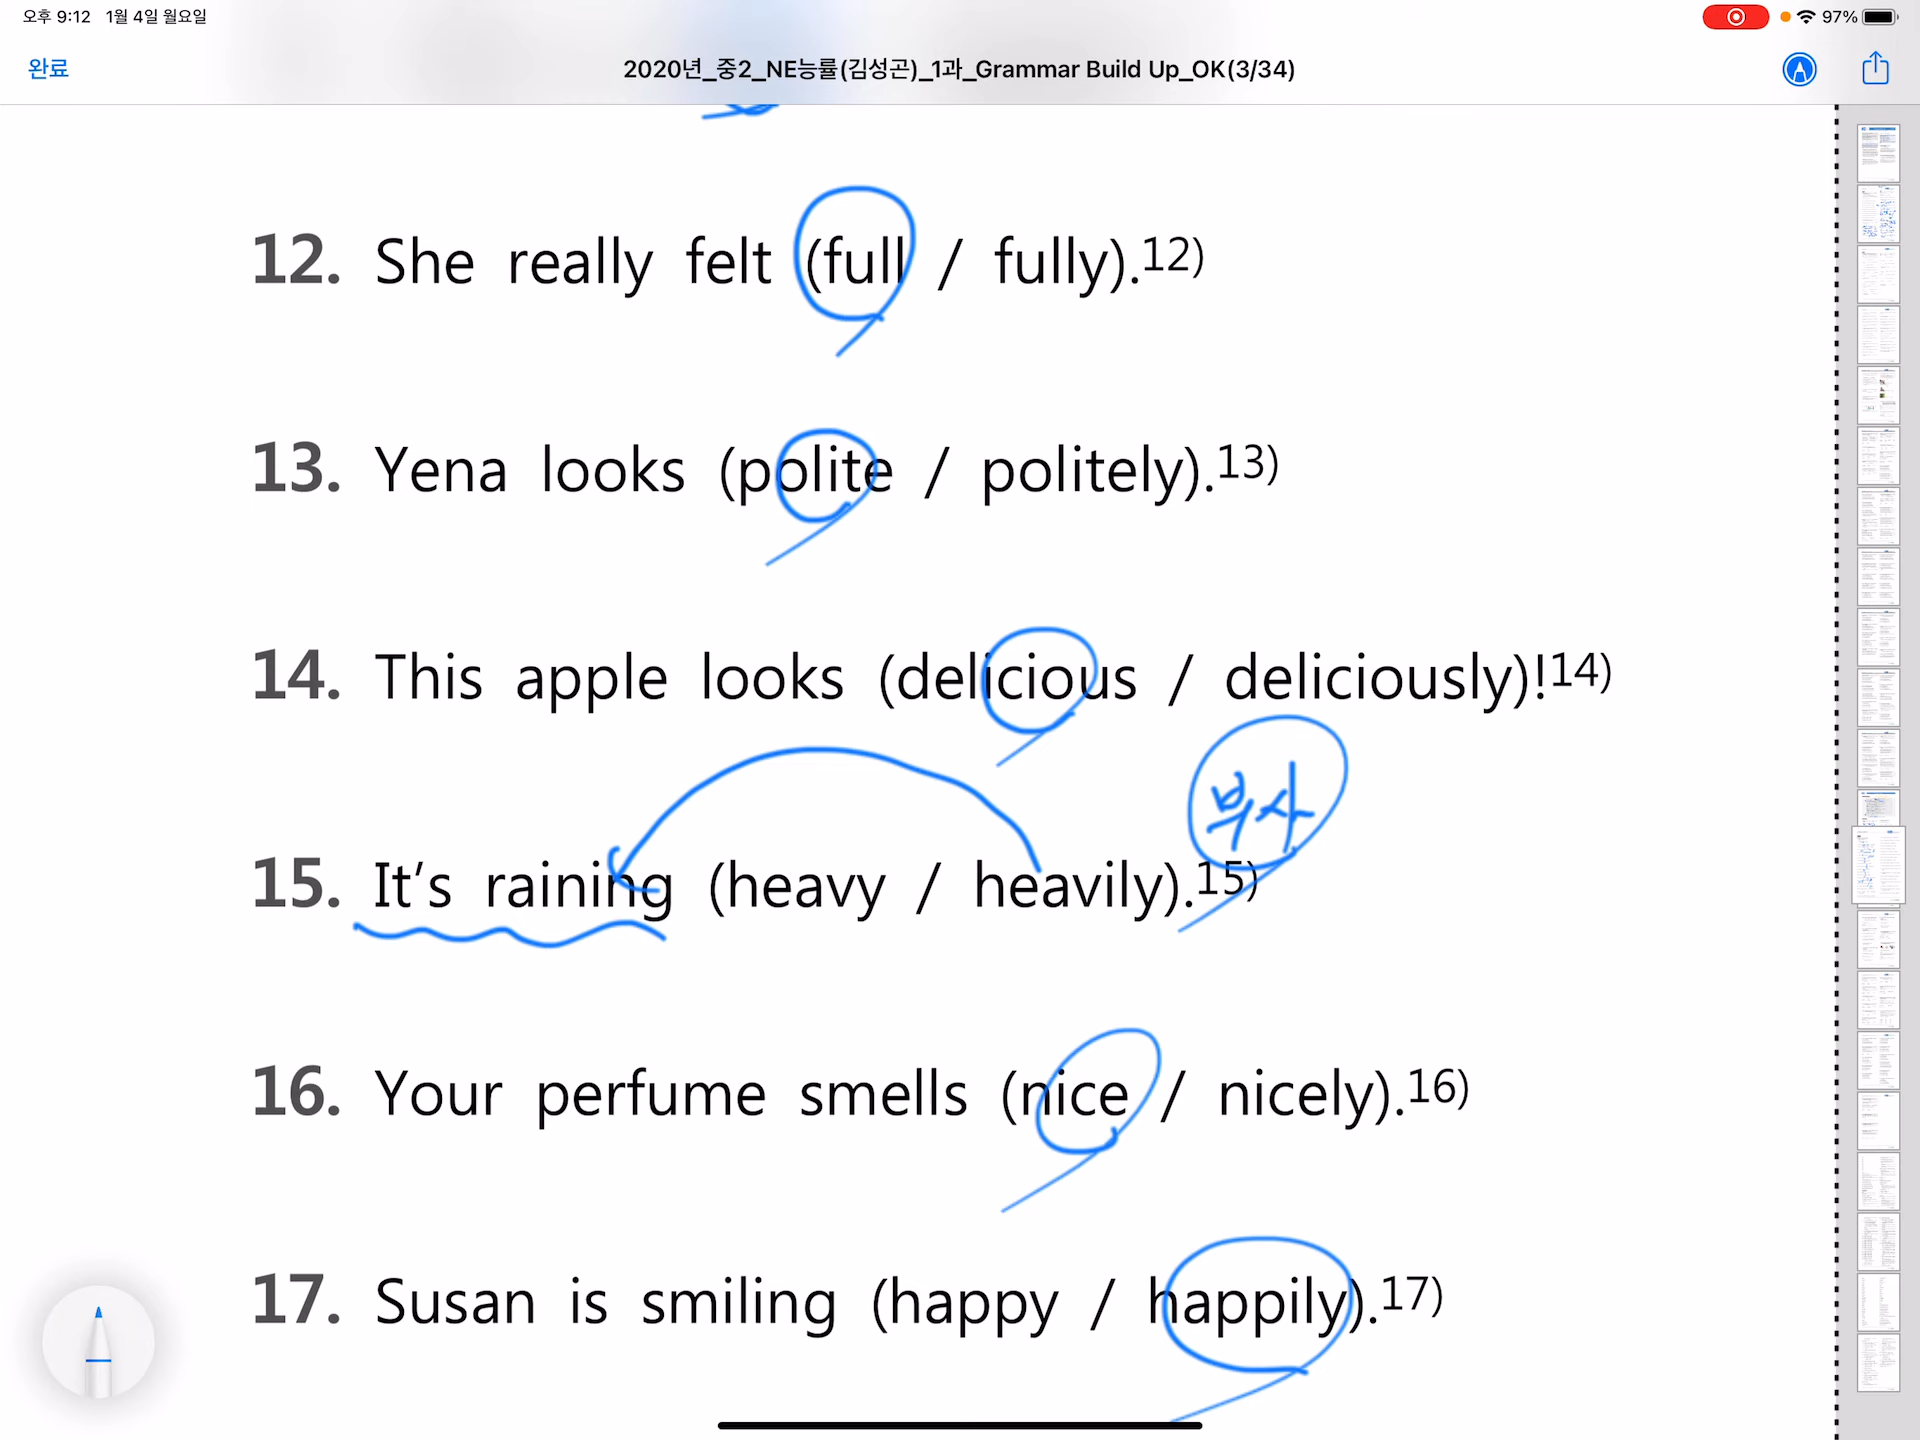 오후 9:12 1월 4일 월요일
97%
완료
2020년_중2_NE능률(김성곤)_1과_Grammar Build Up_OK(3/34)
12. She really felt (full / fully).12)
13. Yena looks (polite / politely).13)
14. This apple looks (delicious / deliciously)!14)
부사
15. It's raining (heavy / heavily).15)
16. Your perfume smells (nice / nicely).16)
17. Susan is smiling (happy / happily).17)